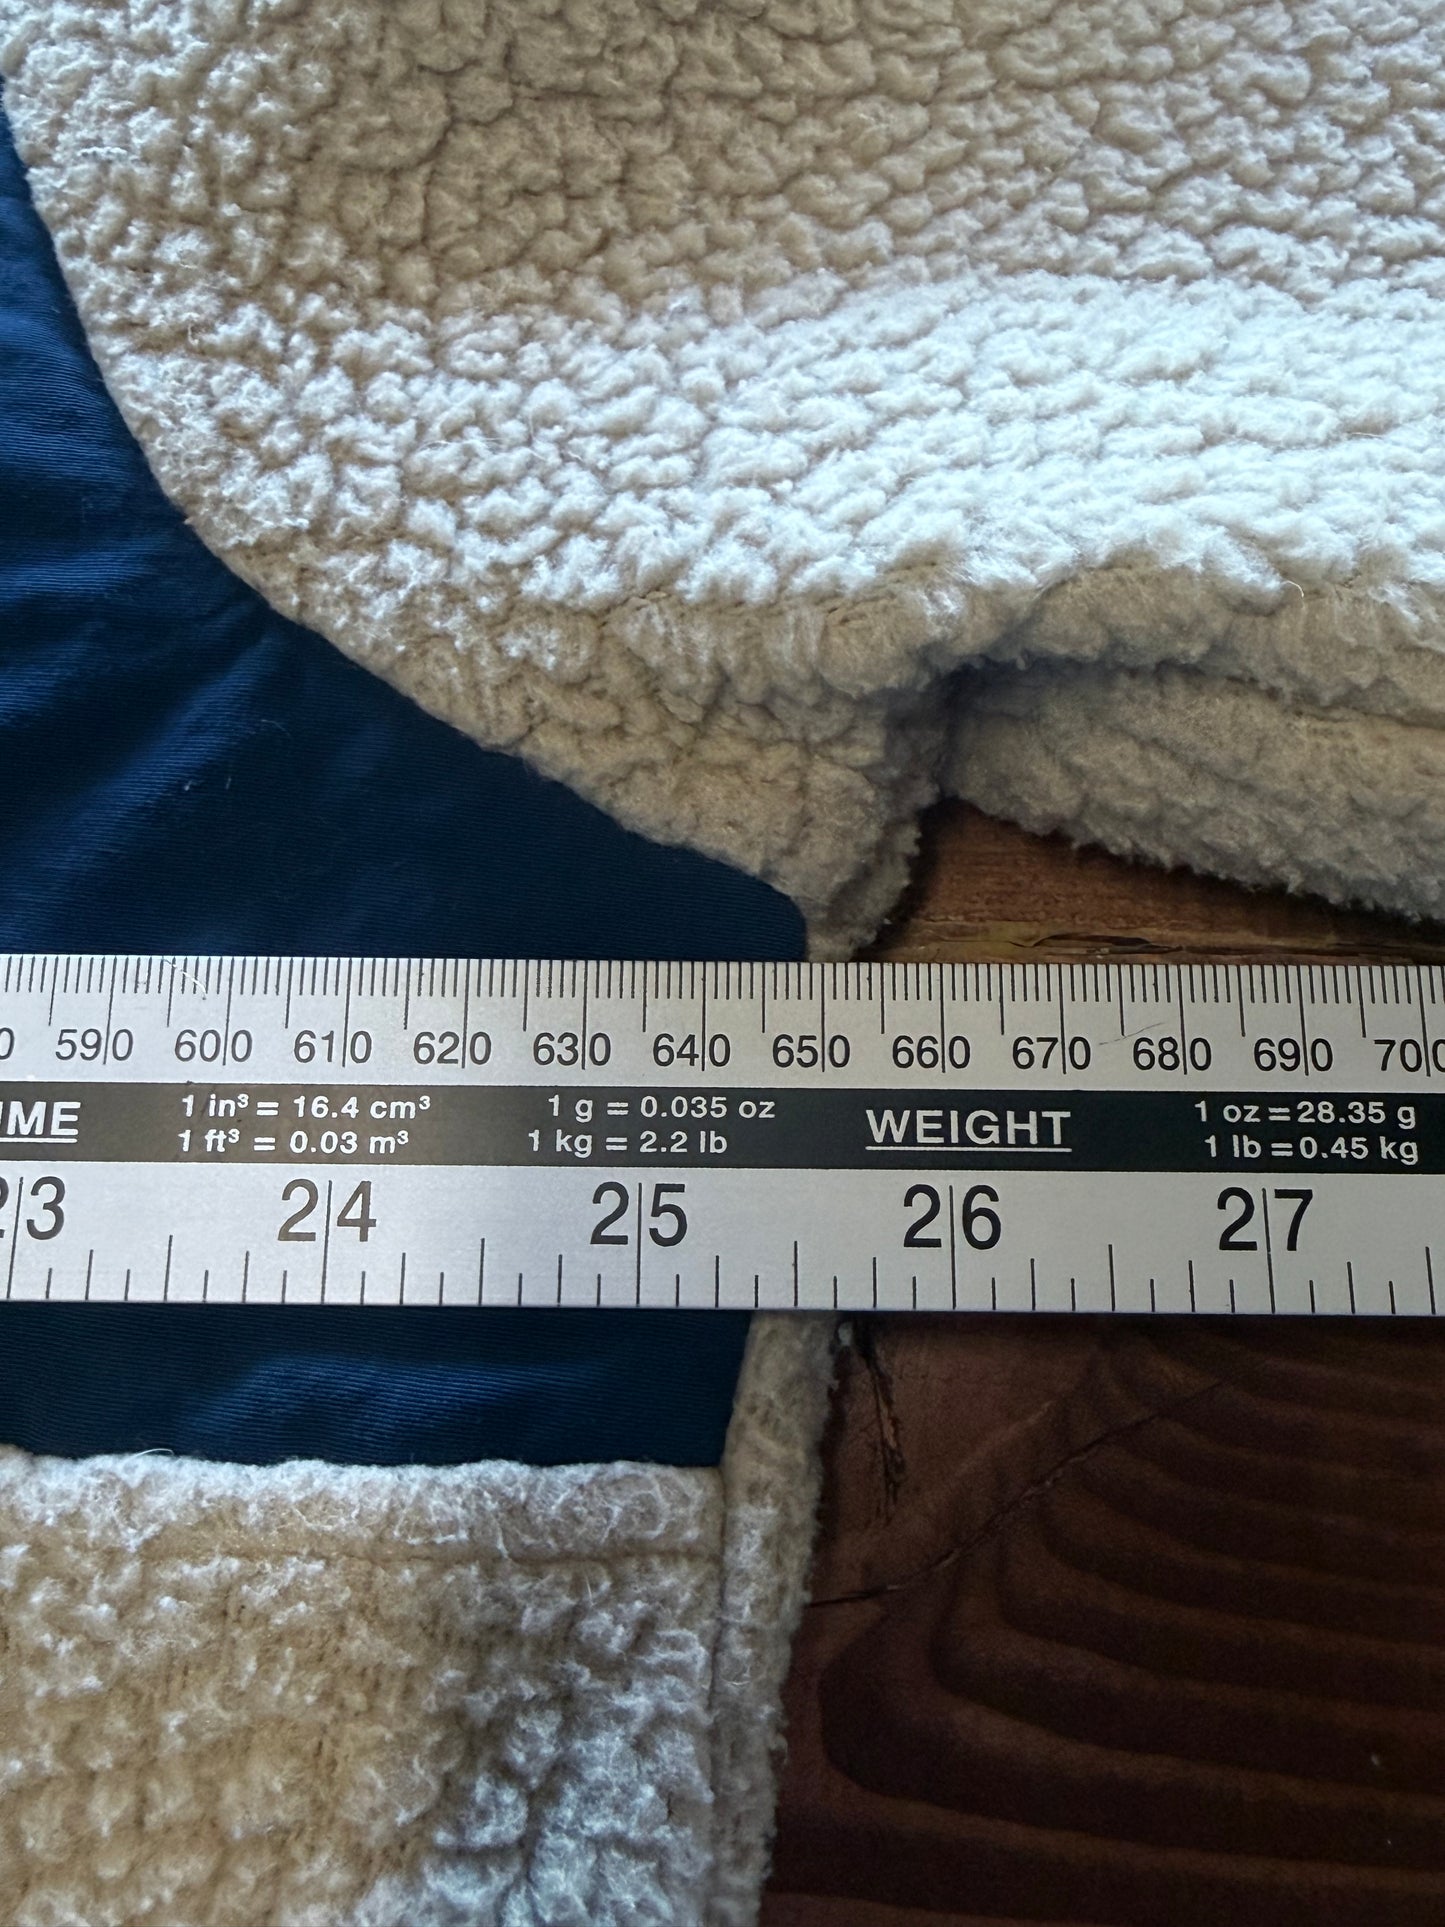 0 590 600 610 620 630 640 650 660 670 680 690 700
1 in³ = 16.4 cm³ 1 g = 0.035 oz 1 oz = 28.35 g
IME WEIGHT
1 ft³ = 0.03 m³ 1 kg = 2.2 lb 1 lb = 0.45 kg
23 24 25 26 27